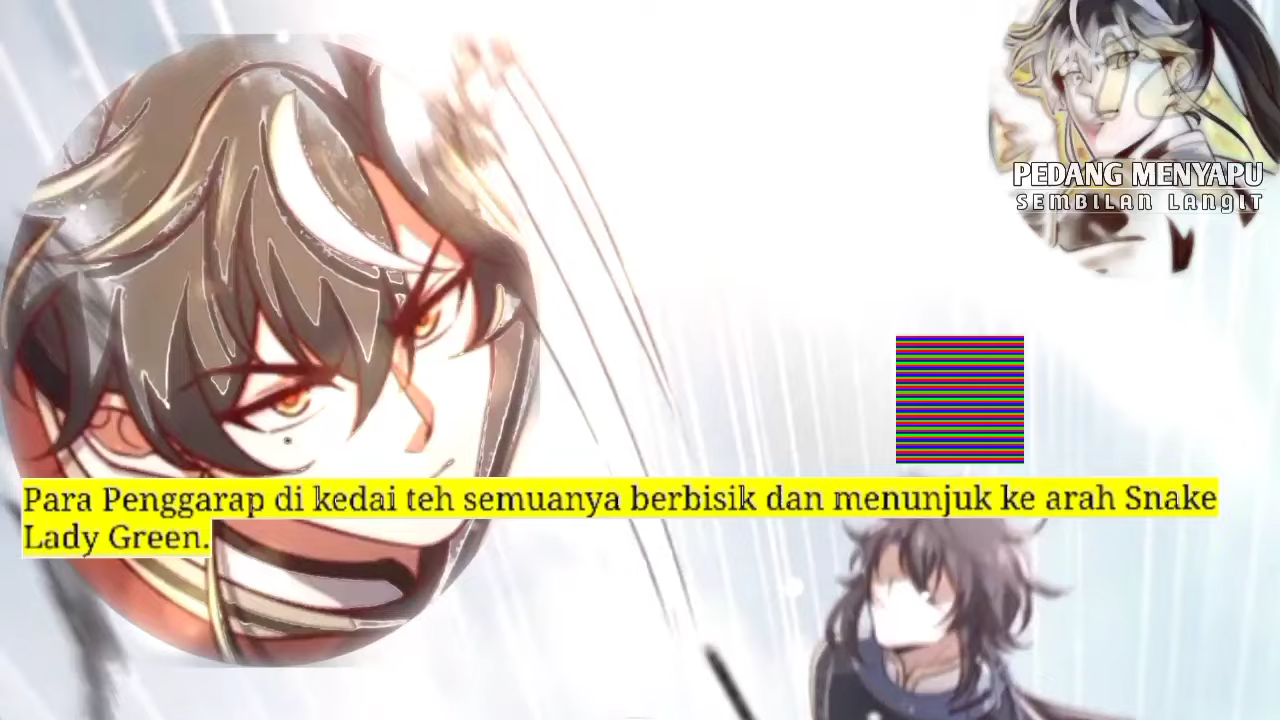 PEDANG MENYAPU
SEMBILAN LANGIT
Para Penggarap di kedai teh semuanya berbisik dan menunjuk ke arah Snake
Lady Green.